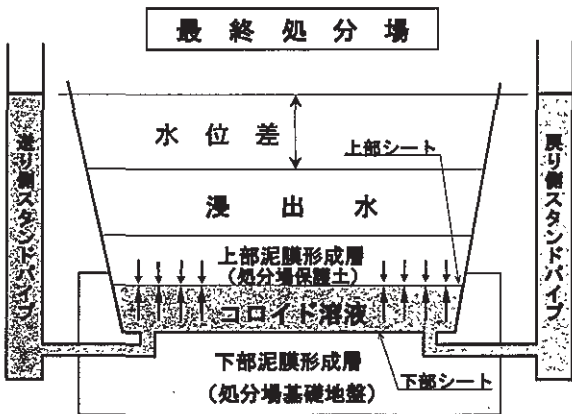 最終処分場
水位差
上部シート
浸出水
送り側スタンドパイプ
戻り側スタンドパイプ
上部泥膜形成層
(処分場保護土)
コロイド溶液
下部泥膜形成層
下部シート
(処分場基礎地盤)